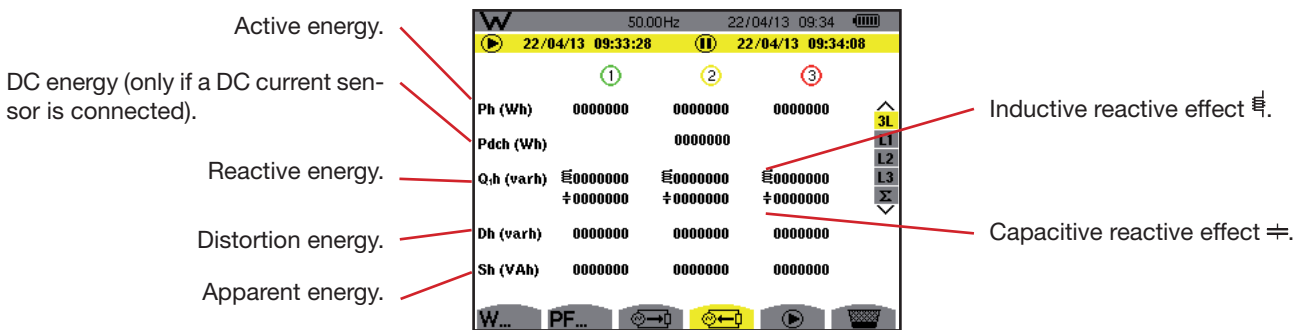 Active energy.
DC energy (only if a DC current sen-
sor is connected).
Reactive energy.
Distortion energy.
Apparent energy.
W 50.00Hz 22/04/13 09:34
22/04/13 09:33:28 22/04/13 09:34:08
1 2 3
Ph (Wh) 0000000 0000000 0000000
Pdch (Wh) 0000000
Q₁h (varh) 0000000 0000000 0000000
0000000 0000000 0000000
Dh (varh) 0000000 0000000 0000000
Sh (VAh) 0000000 0000000 0000000
3L
L1
L2
L3
Σ
W... PF...
Inductive reactive effect .
Capacitive reactive effect .